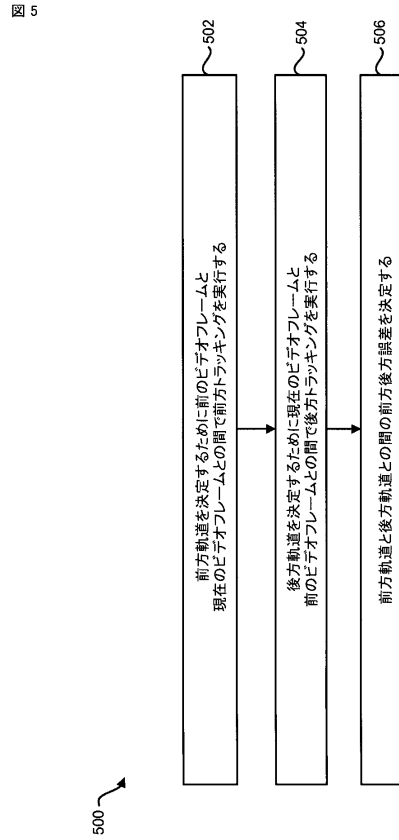 図 5
500
502
前方軌道を決定するために前のビデオフレームと
現在のビデオフレームとの間で前方トラッキングを実行する
504
後方軌道を決定するために現在のビデオフレームと
前のビデオフレームとの間で後方トラッキングを実行する
506
前方軌道と後方軌道との間の前方後方誤差を決定する